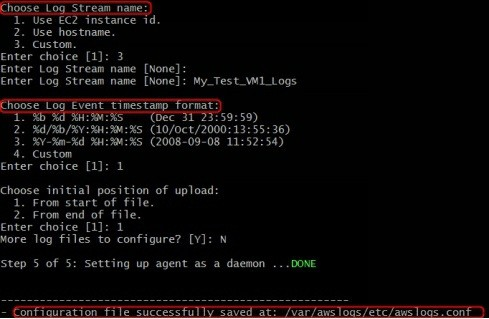 Choose Log Stream name:
1. Use EC2 instance id.
2. Use hostname.
3. Custom.
Enter choice [1]: 3
Enter Log Stream name [None]:
Enter Log Stream name [None]: My_Test_VM1_Logs
Choose Log Event timestamp format:
1. %b %d %H:%M:%S (Dec 31 23:59:59)
2. %d/%b/%Y:%H:%M:%S (10/Oct/2000:13:55:36)
3. %Y-%m-%d %H:%M:%S (2008-09-08 11:52:54)
4. Custom
Enter choice [1]: 1
Choose initial position of upload:
1. From start of file.
2. From end of file.
Enter choice [1]: 1
More log files to configure? [Y]: N
Step 5 of 5: Setting up agent as a daemon ...DONE
------------------------------------------------------
- Configuration file successfully saved at: /var/awslogs/etc/awslogs.conf